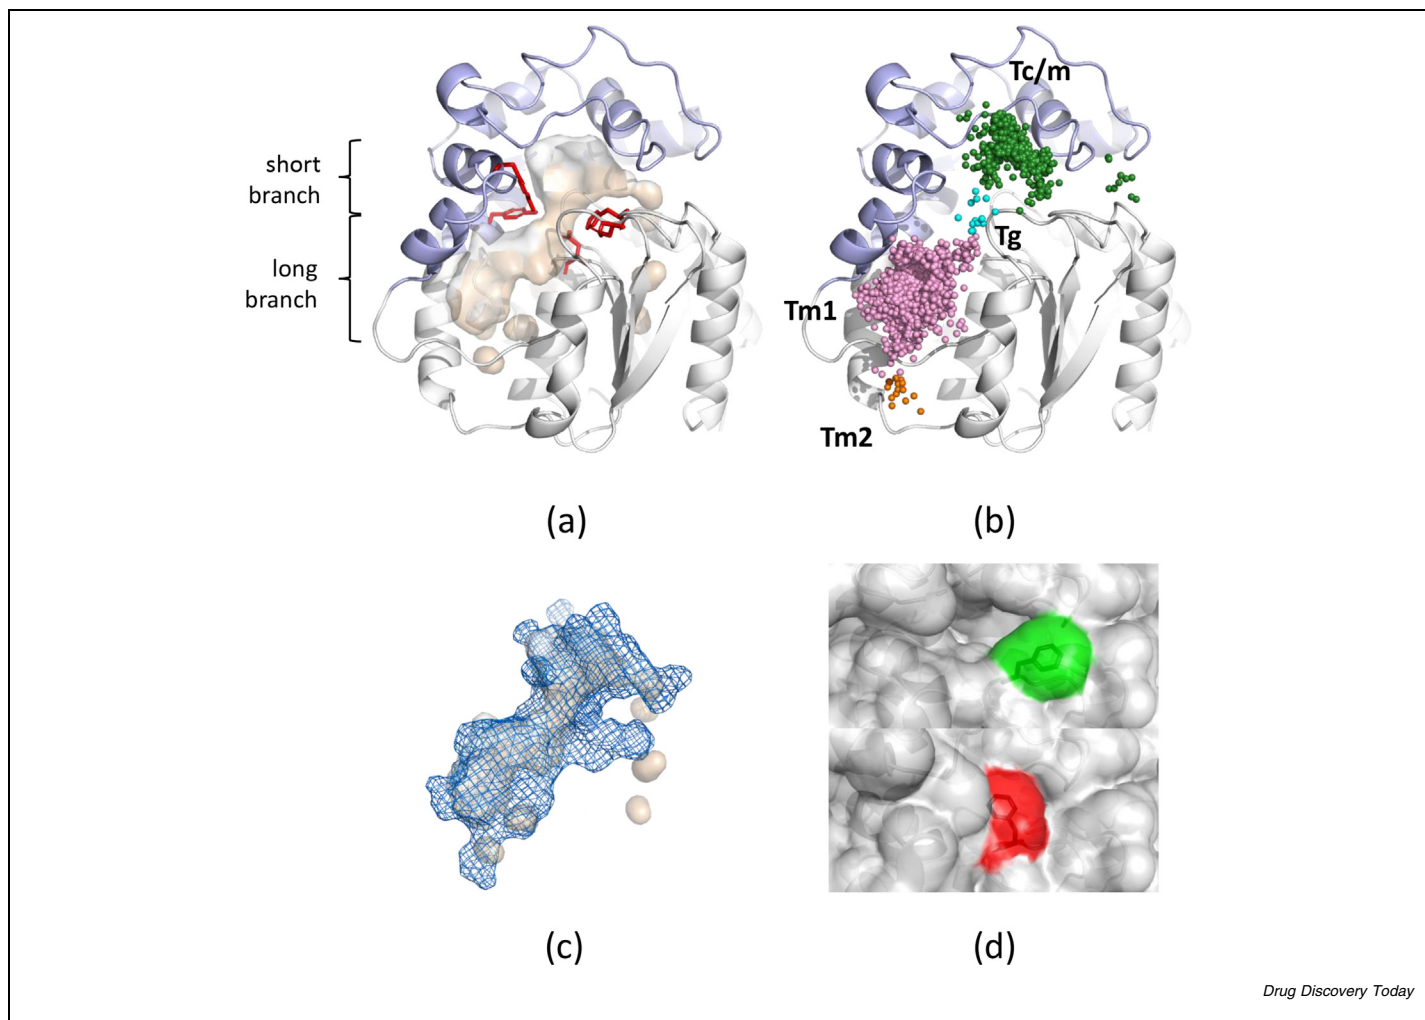 short
branch
long
branch
Tc/m
Tg
Tm1
Tm2
(a)
(b)
(c)
(d)
Drug Discovery Today